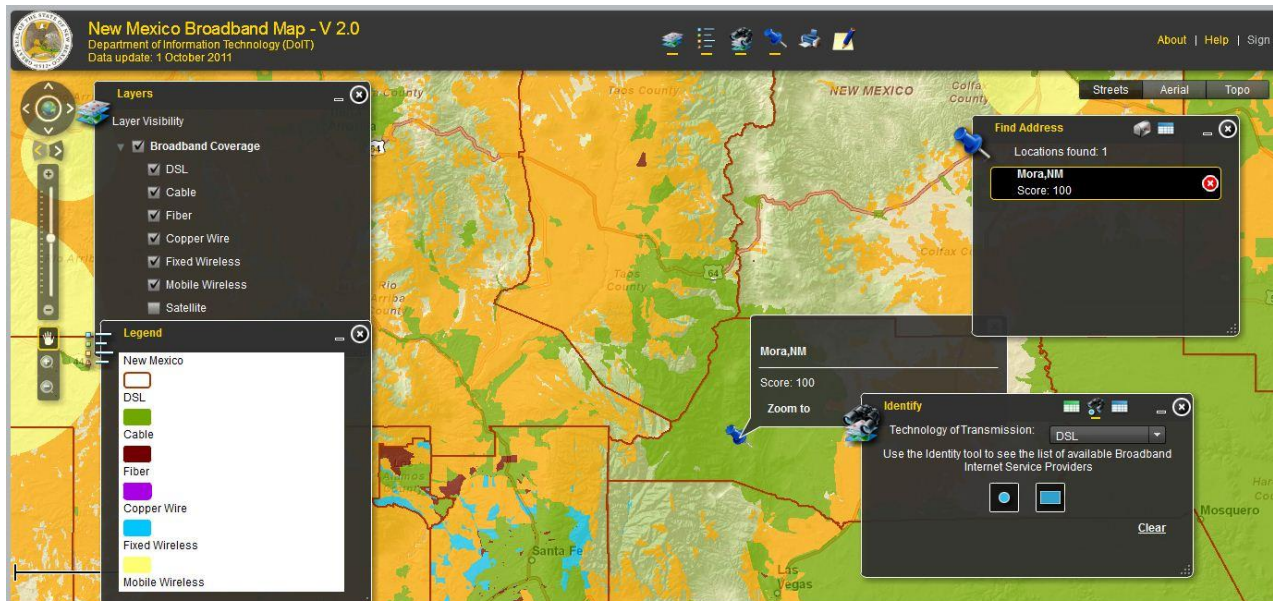 New Mexico Broadband Map - V 2.0
Department of Information Technology (DoIT)
Data update: 1 October 2011
About | Help | Sign
Streets Aerial Topo
Layers
Layer Visibility
Broadband Coverage
DSL
Cable
Fiber
Copper Wire
Fixed Wireless
Mobile Wireless
Satellite
Legend
New Mexico
DSL
Cable
Fiber
Copper Wire
Fixed Wireless
Mobile Wireless
Find Address
Locations found: 1
Mora,NM
Score: 100
Mora,NM
Score: 100
Zoom to
Identify
Technology of Transmission: DSL
Use the Identity tool to see the list of available Broadband
Internet Service Providers
Clear
County
Taos County
NEW MEXICO
Colfax
County
64
Taos
County
64
Rio
Arriba
County
Santa Fe
Las
Vegas
Mosquero